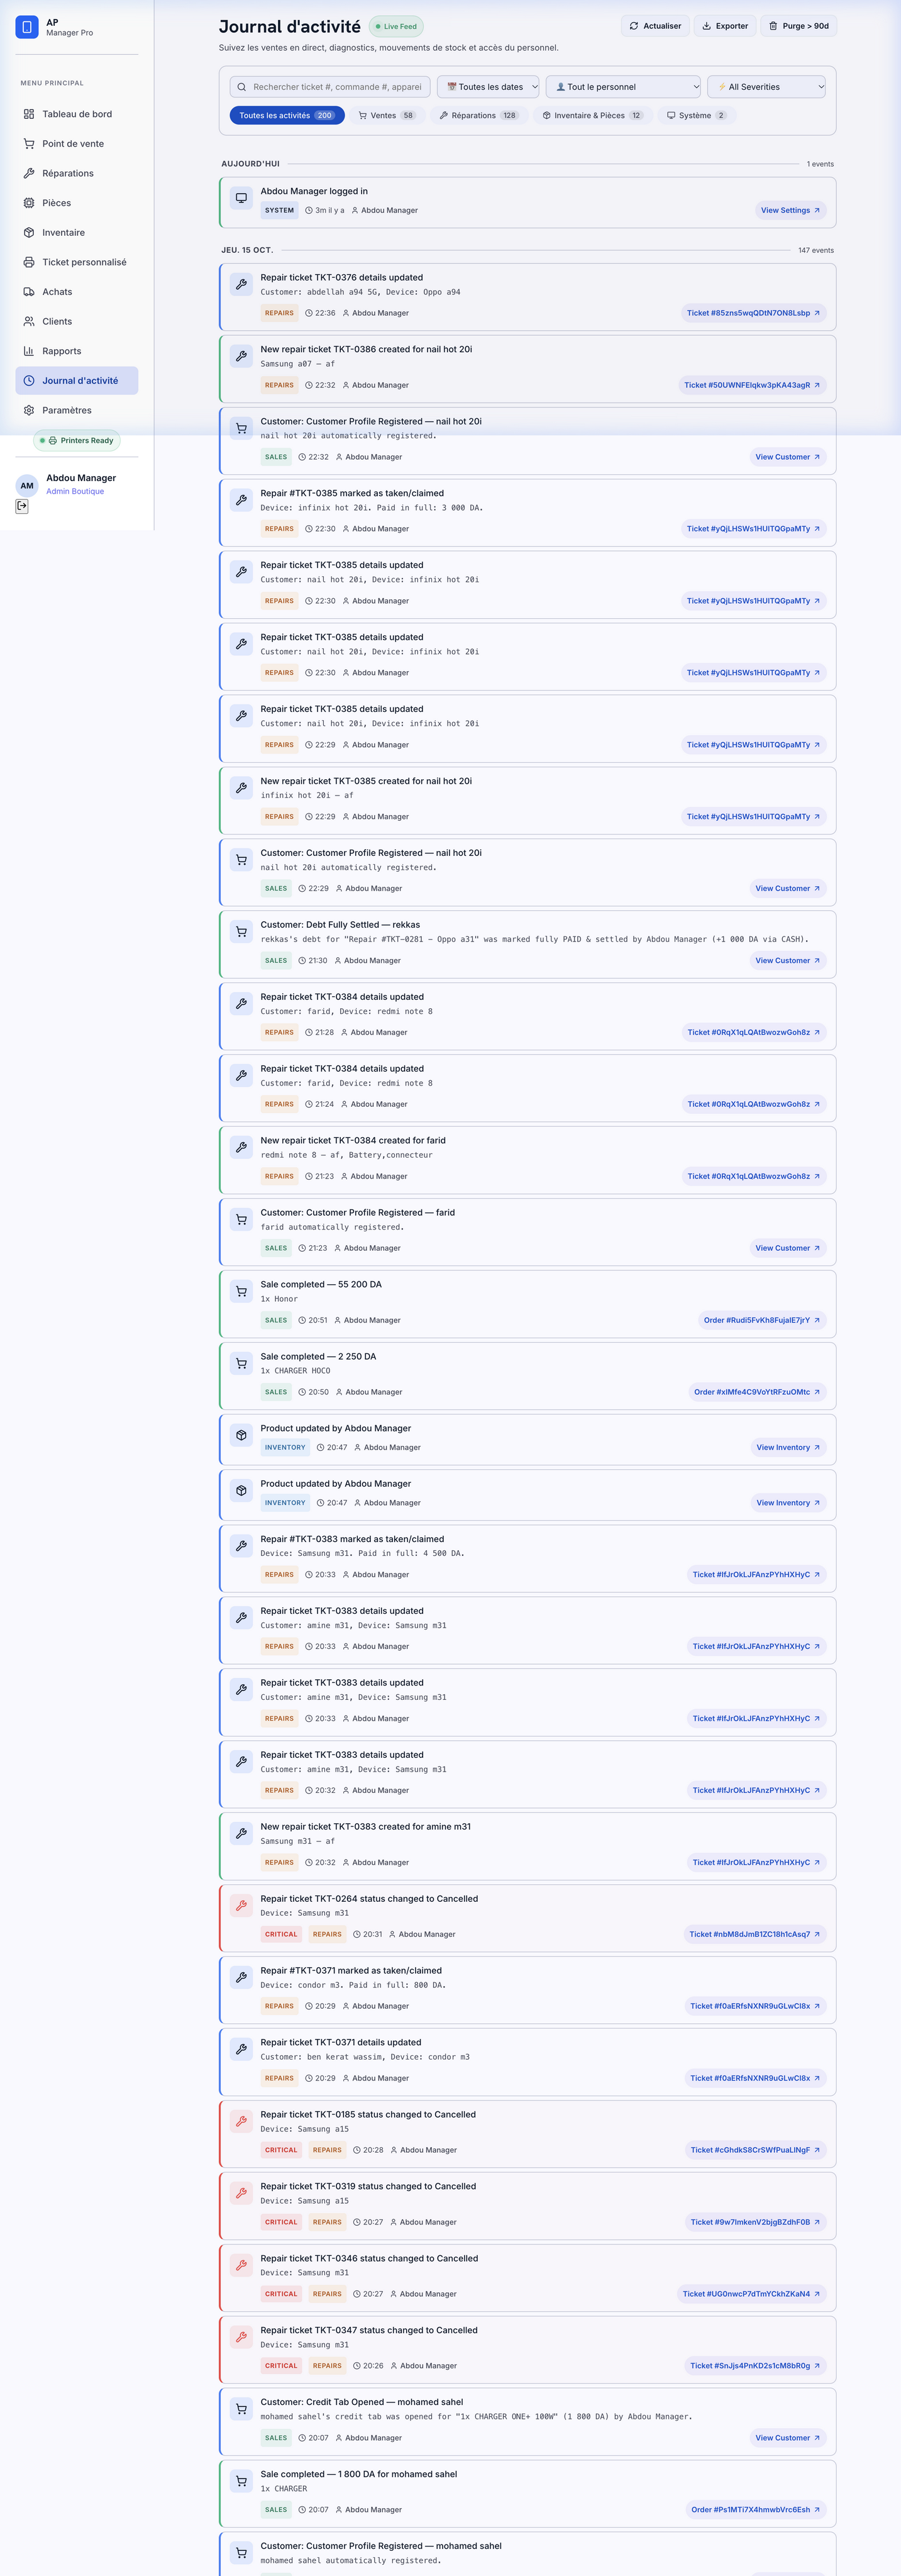 AP
Manager Pro
MENU PRINCIPAL
Tableau de bord
Point de vente
Réparations
Pièces
Inventaire
Ticket personnalisé
Achats
Clients
Rapports
Journal d'activité
Paramètres
Printers Ready
AM
Abdou Manager
Admin Boutique
Journal d'activité
Live Feed
Actualiser
Exporter
Purge > 90d
Suivez les ventes en direct, diagnostics, mouvements de stock et accès du personnel.
Rechercher ticket #, commande #, appareil
Toutes les dates
Tout le personnel
All Severities
Toutes les activités 200
Ventes 58
Réparations 128
Inventaire & Pièces 12
Système 2
AUJOURD'HUI
1 events
Abdou Manager logged in
SYSTEM 3m il y a Abdou Manager
View Settings
JEU. 15 OCT.
147 events
Repair ticket TKT-0376 details updated
Customer: abdellah a94 5G, Device: Oppo a94
REPAIRS 22:36 Abdou Manager
Ticket #85zns5wqQDtN7ON8Lsbp
New repair ticket TKT-0386 created for nail hot 20i
Samsung a07 — af
REPAIRS 22:32 Abdou Manager
Customer: Customer Profile Registered — nail hot 20i
nail hot 20i automatically registered.
SALES 22:32 Abdou Manager
View Customer
Repair #TKT-0385 marked as taken/claimed
Device: infinix hot 20i. Paid in full: 3 000 DA.
REPAIRS 22:30 Abdou Manager
Repair ticket TKT-0385 details updated
Customer: nail hot 20i, Device: infinix hot 20i
REPAIRS 22:30 Abdou Manager
Repair ticket TKT-0385 details updated
Customer: nail hot 20i, Device: infinix hot 20i
REPAIRS 22:30 Abdou Manager
Repair ticket TKT-0385 details updated
Customer: nail hot 20i, Device: infinix hot 20i
REPAIRS 22:29 Abdou Manager
New repair ticket TKT-0385 created for nail hot 20i
infinix hot 20i — af
REPAIRS 22:29 Abdou Manager
Customer: Customer Profile Registered — nail hot 20i
nail hot 20i automatically registered.
SALES 22:29 Abdou Manager
View Customer
Customer: Debt Fully Settled — rekkas
rekkas's debt for "Repair #TKT-0281 - Oppo a31" was marked fully PAID & settled by Abdou Manager (+1 000 DA via CASH).
SALES 21:30 Abdou Manager
View Customer
Repair ticket TKT-0384 details updated
Customer: farid, Device: redmi note 8
REPAIRS 21:28 Abdou Manager
Ticket #0RqX1qLQAtBwozwGoh8z
Repair ticket TKT-0384 details updated
Customer: farid, Device: redmi note 8
REPAIRS 21:24 Abdou Manager
Ticket #0RqX1qLQAtBwozwGoh8z
New repair ticket TKT-0384 created for farid
redmi note 8 — af, Battery,connecteur
REPAIRS 21:23 Abdou Manager
Ticket #0RqX1qLQAtBwozwGoh8z
Customer: Customer Profile Registered — farid
farid automatically registered.
SALES 21:23 Abdou Manager
View Customer
Sale completed — 55 200 DA
1x Honor
SALES 20:51 Abdou Manager
Sale completed — 2 250 DA
1x CHARGER HOCO
SALES 20:50 Abdou Manager
Product updated by Abdou Manager
INVENTORY 20:47 Abdou Manager
View Inventory
Product updated by Abdou Manager
INVENTORY 20:47 Abdou Manager
View Inventory
Repair #TKT-0383 marked as taken/claimed
Device: Samsung m31. Paid in full: 4 500 DA.
REPAIRS 20:33 Abdou Manager
Repair ticket TKT-0383 details updated
Customer: amine m31, Device: Samsung m31
REPAIRS 20:33 Abdou Manager
Repair ticket TKT-0383 details updated
Customer: amine m31, Device: Samsung m31
REPAIRS 20:33 Abdou Manager
Repair ticket TKT-0383 details updated
Customer: amine m31, Device: Samsung m31
REPAIRS 20:32 Abdou Manager
New repair ticket TKT-0383 created for amine m31
Samsung m31 — af
REPAIRS 20:32 Abdou Manager
Repair ticket TKT-0264 status changed to Cancelled
Device: Samsung m31
CRITICAL REPAIRS 20:31 Abdou Manager
Ticket #nbM8dJmB1ZC18h1cAsq7
Repair #TKT-0371 marked as taken/claimed
Device: condor m3. Paid in full: 800 DA.
REPAIRS 20:29 Abdou Manager
Repair ticket TKT-0371 details updated
Customer: ben kerat wassim, Device: condor m3
REPAIRS 20:29 Abdou Manager
Repair ticket TKT-0185 status changed to Cancelled
Device: Samsung a15
CRITICAL REPAIRS 20:28 Abdou Manager
Repair ticket TKT-0319 status changed to Cancelled
Device: Samsung a15
CRITICAL REPAIRS 20:27 Abdou Manager
Repair ticket TKT-0346 status changed to Cancelled
Device: Samsung m31
CRITICAL REPAIRS 20:27 Abdou Manager
Ticket #UG0nwcP7dTmYCkhZKaN4
Repair ticket TKT-0347 status changed to Cancelled
Device: Samsung m31
CRITICAL REPAIRS 20:26 Abdou Manager
Ticket #SnJjs4PnKD2s1cM8bR0g
Customer: Credit Tab Opened — mohamed sahel
mohamed sahel's credit tab was opened for "1x CHARGER ONE+ 100W" (1 800 DA) by Abdou Manager.
SALES 20:07 Abdou Manager
View Customer
Sale completed — 1 800 DA for mohamed sahel
1x CHARGER
SALES 20:07 Abdou Manager
Order #Ps1MTi7X4hmwbVrc6Esh
Customer: Customer Profile Registered — mohamed sahel
mohamed sahel automatically registered.